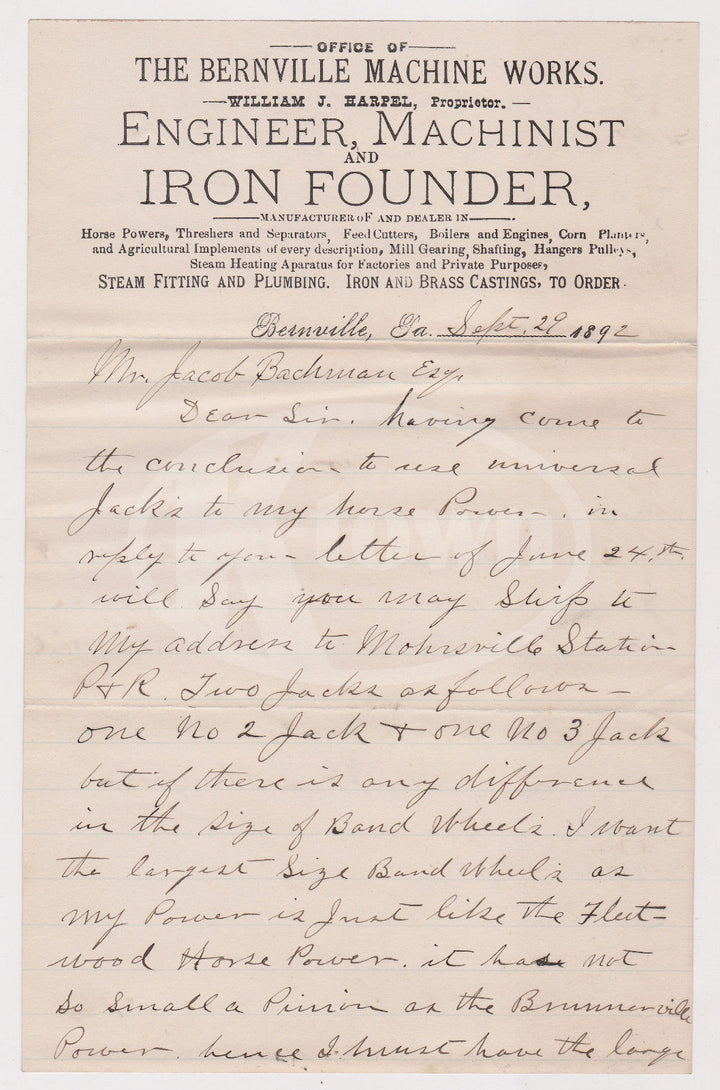 OFFICE OF
THE BERNVILLE MACHINE WORKS.
WILLIAM J. HARPEL, Proprietor.
ENGINEER, MACHINIST
AND
IRON FOUNDER,
MANUFACTURER OF AND DEALER IN
Horse Powers, Threshers and Separators, Feed Cutters, Boilers and Engines, Corn Planters,
and Agricultural Implements of every description, Mill Gearing, Shafting, Hangers Pulleys,
Steam Heating Aparatus for Factories and Private Purposes,
STEAM FITTING AND PLUMBING. IRON AND BRASS CASTINGS, TO ORDER.
Bernville, Pa. Sept. 29 1892
Mr. Jacob Bachman Esq.
Dear Sir. having come to
the conclusion to use universal
Jack's to my horse Power. in
reply to your letter of June 24.th.
will Say you may Ship to
my address to Mohrsville Station
P&R. Two Jacks as follows -
one No 2 Jack & one No 3 Jack
but if there is any difference
in the size of Band Wheel's. I want
the largest Size Band Wheel's as
my Power is Just like the Fleet=
wood Horse Power. it has not
so small a Pinion as the Brunnerville
Power. hence I must have the large
Known